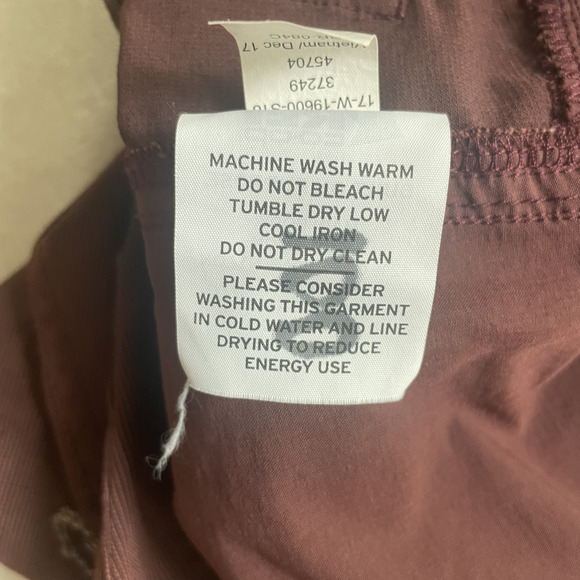 17-W-19600-S18
37249
45704
Vietnam/ Dec 17
MACHINE WASH WARM
DO NOT BLEACH
TUMBLE DRY LOW
COOL IRON
DO NOT DRY CLEAN
PLEASE CONSIDER
WASHING THIS GARMENT
IN COLD WATER AND LINE
DRYING TO REDUCE
ENERGY USE